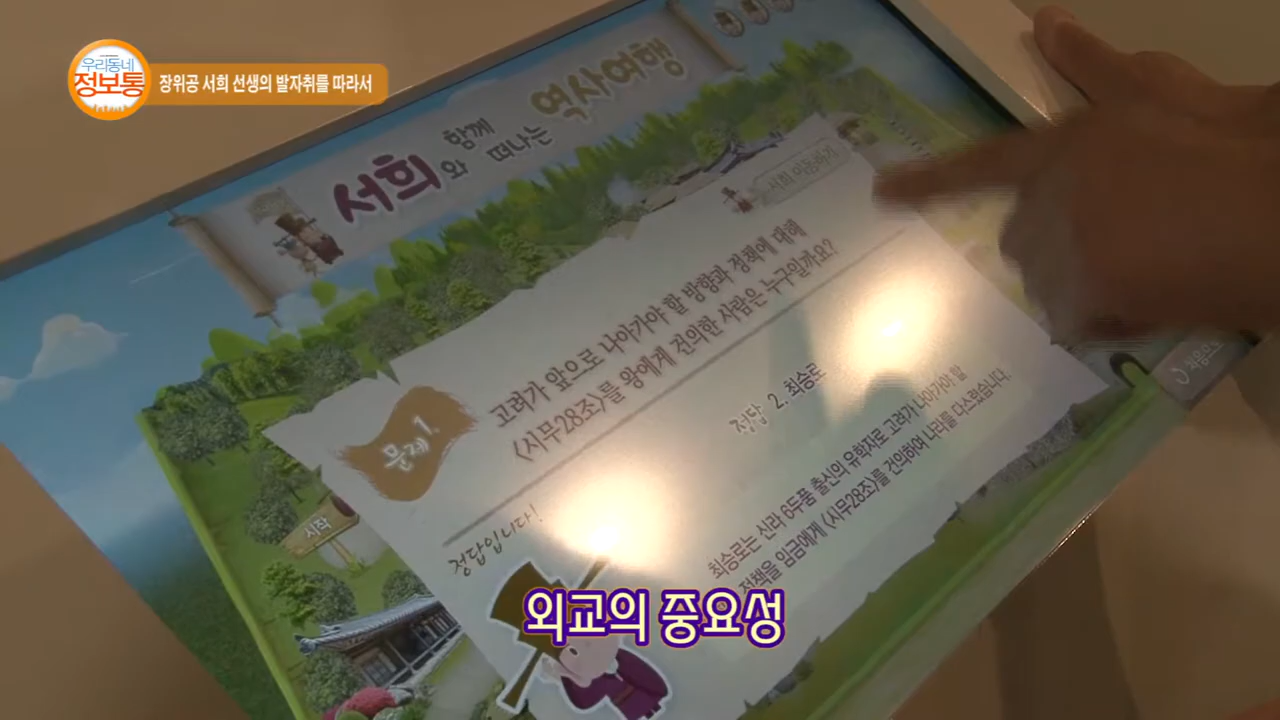 우리동네
정보통
장위공 서희 선생의 발자취를 따라서
서희와 함께 떠나는 역사여행
서희 이동하기
문제 1.
고려가 앞으로 나아가야 할 방향과 정책에 대해
<시무28조>를 왕에게 건의한 사람은 누구일까요?
정답입니다!
정답 2. 최승로
최승로는 신라 6두품 출신의 유학자로 고려가 나아가야 할
정책을 임금에게 <시무28조>를 건의하여 나라를 다스렸습니다.
시작
처음으로
외교의 중요성